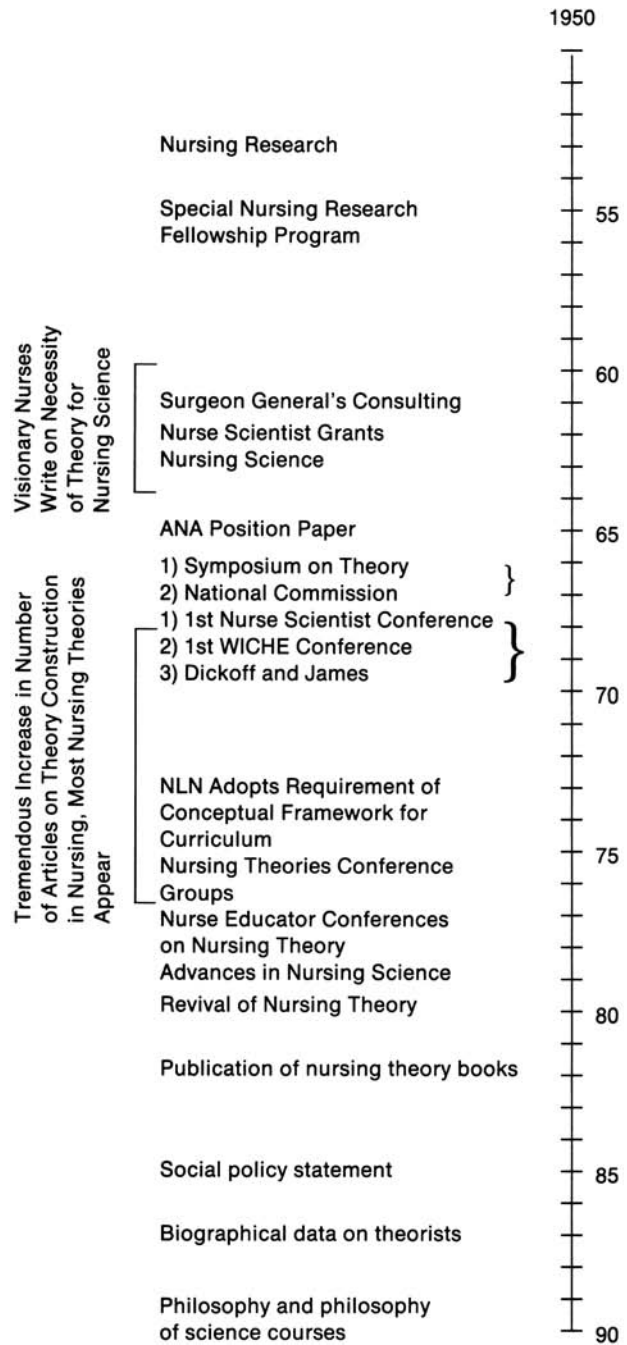 1950
Nursing Research
Special Nursing Research
Fellowship Program
55
Visionary Nurses
Write on Necessity
of Theory for
Nursing Science
60
Surgeon General's Consulting
Nurse Scientist Grants
Nursing Science
ANA Position Paper
65
1) Symposium on Theory
2) National Commission
1) 1st Nurse Scientist Conference
2) 1st WICHE Conference
3) Dickoff and James
70
Tremendous Increase in Number
of Articles on Theory Construction
in Nursing, Most Nursing Theories
Appear
NLN Adopts Requirement of
Conceptual Framework for
Curriculum
75
Nursing Theories Conference
Groups
Nurse Educator Conferences
on Nursing Theory
Advances in Nursing Science
Revival of Nursing Theory
80
Publication of nursing theory books
Social policy statement
85
Biographical data on theorists
Philosophy and philosophy
of science courses
90